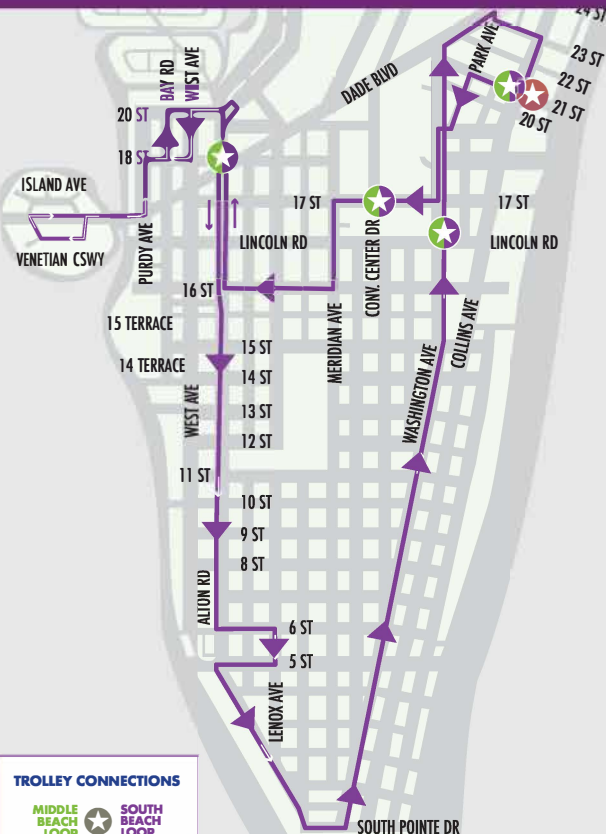 24 ST
PARK AVE
23 ST
WEST AVE
BAY RD
DADE BLVD
22 ST
21 ST
20 ST
20 ST
18 ST
ISLAND AVE
17 ST
17 ST
PURDY AVE
CONV. CENTER DR
LINCOLN RD
LINCOLN RD
VENETIAN CSWY
16 ST
MERIDIAN AVE
15 TERRACE
COLLINS AVE
15 ST
14 TERRACE
14 ST
WASHINGTON AVE
WEST AVE
13 ST
12 ST
11 ST
10 ST
9 ST
8 ST
ALTON RD
6 ST
5 ST
LENOX AVE
TROLLEY CONNECTIONS
MIDDLE BEACH LOOP
SOUTH BEACH LOOP
SOUTH POINTE DR